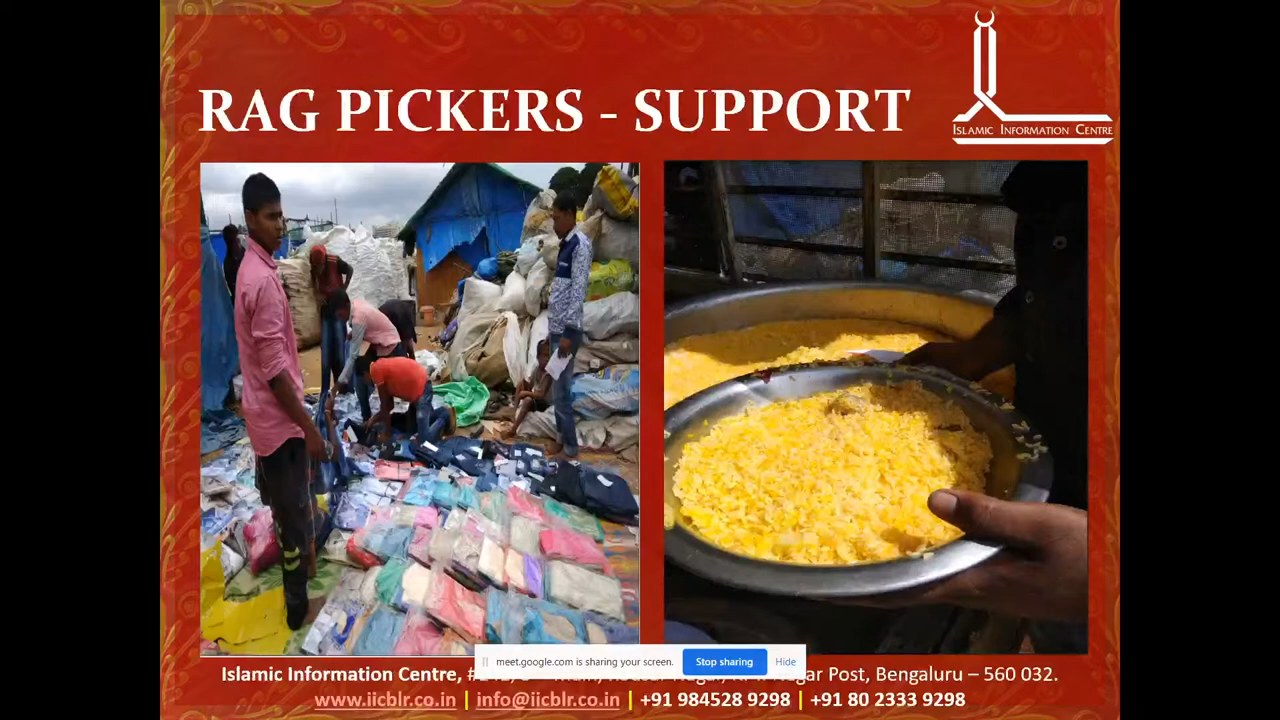 RAG PICKERS - SUPPORT
ISLAMIC INFORMATION CENTRE
meet.google.com is sharing your screen.
Stop sharing
Hide
Islamic Information Centre, Nagar Post, Bengaluru – 560 032.
www.iicblr.co.in | info@iicblr.co.in | +91 984528 9298 | +91 80 2333 9298